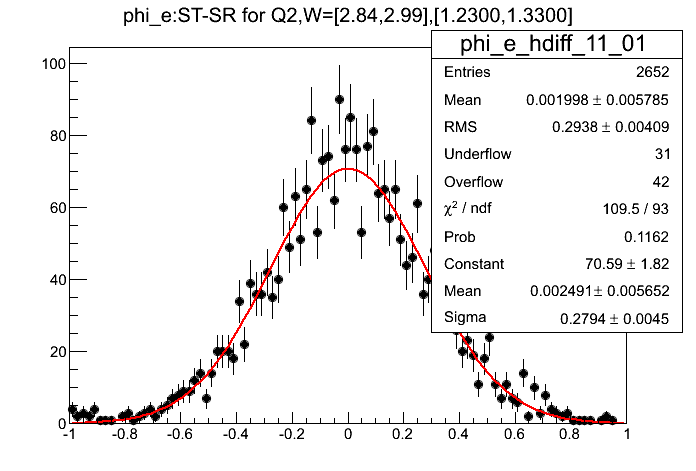 phi_e:ST-SR for Q2,W=[2.84,2.99],[1.2300,1.3300]
phi_e_hdiff_11_01
Entries 2652
Mean 0.001998 ± 0.005785
RMS 0.2938 ± 0.00409
Underflow 31
Overflow 42
χ² / ndf 109.5 / 93
Prob 0.1162
Constant 70.59 ± 1.82
Mean 0.002491 ± 0.005652
Sigma 0.2794 ± 0.0045
100
80
60
40
20
0
-1 -0.8 -0.6 -0.4 -0.2 0 0.2 0.4 0.6 0.8 1